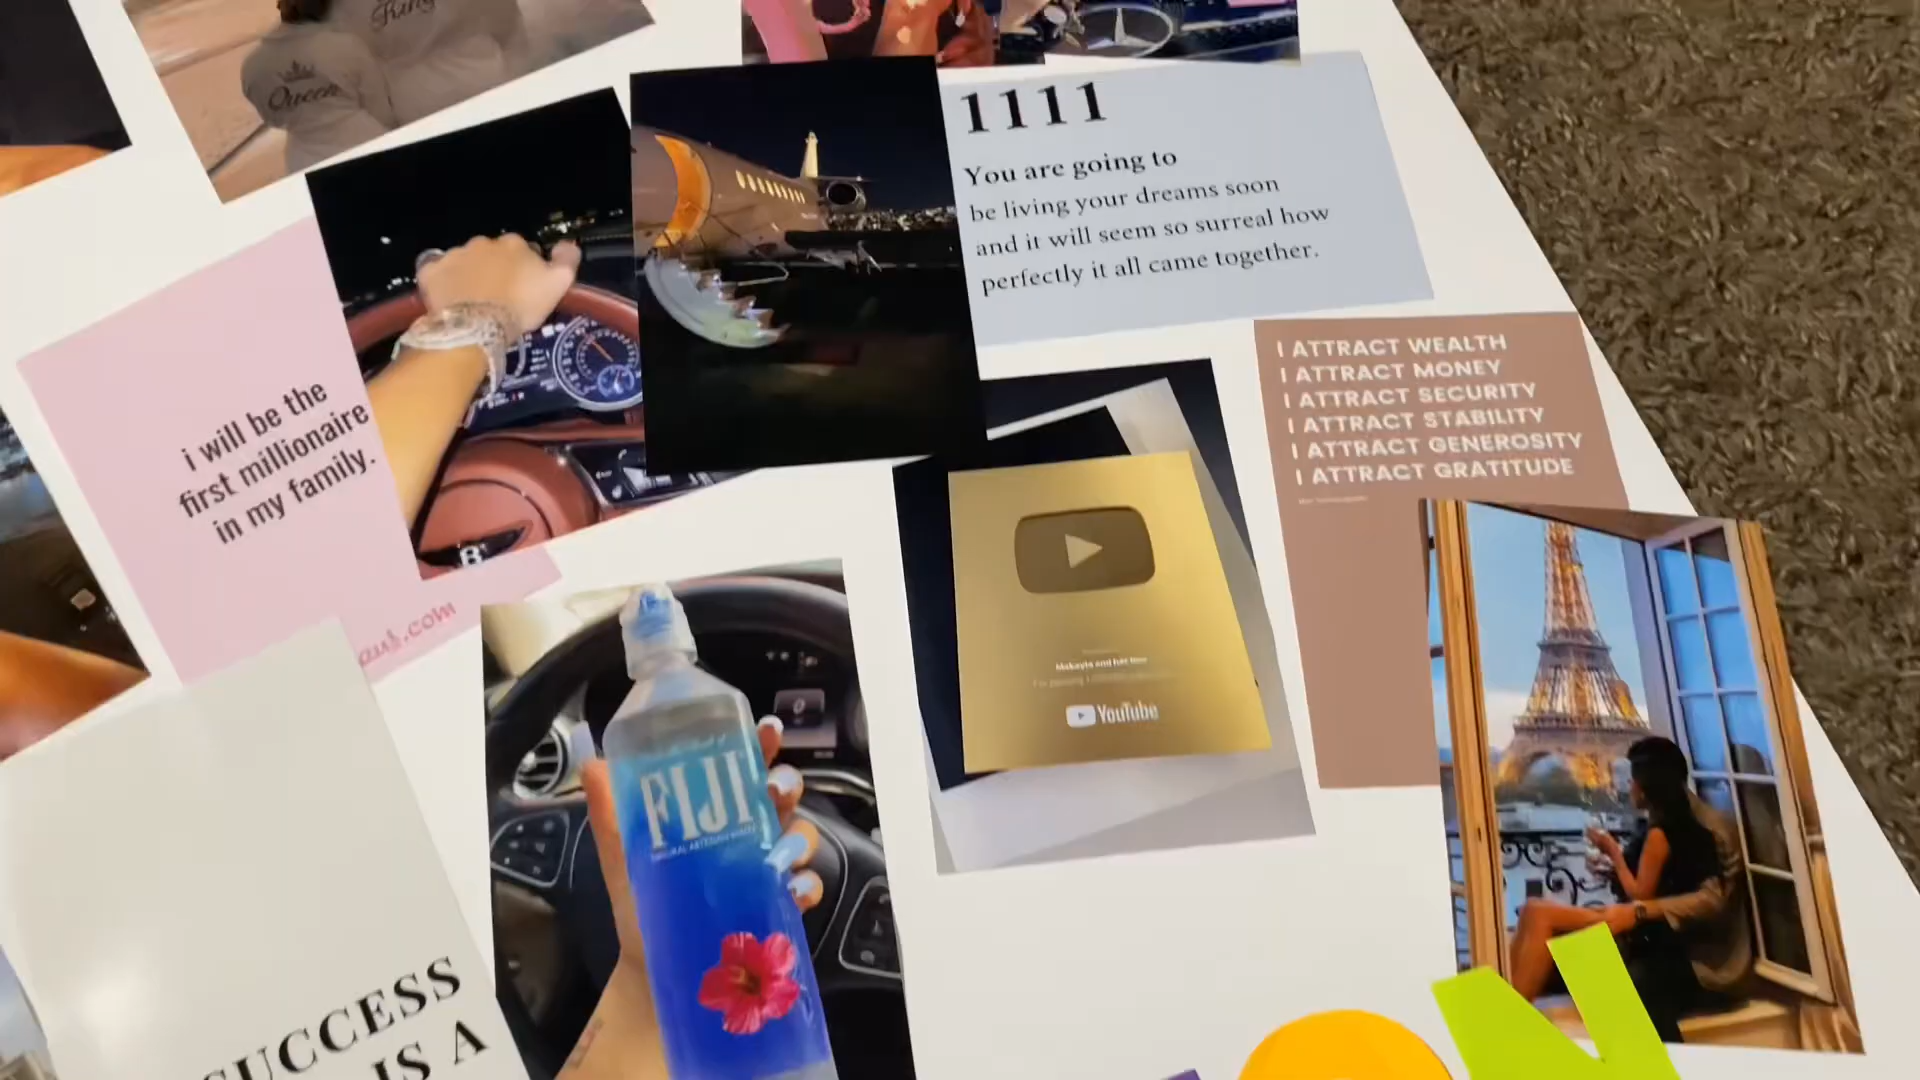 King
Queen
1111
You are going to
be living your dreams soon
and it will seem so surreal how
perfectly it all came together.
I ATTRACT WEALTH
I ATTRACT MONEY
I ATTRACT SECURITY
I ATTRACT STABILITY
I ATTRACT GENEROSITY
I ATTRACT GRATITUDE
i will be the
first millionaire
in my family.
B
YouTube
FIJI
SUCCESS
IS A
N